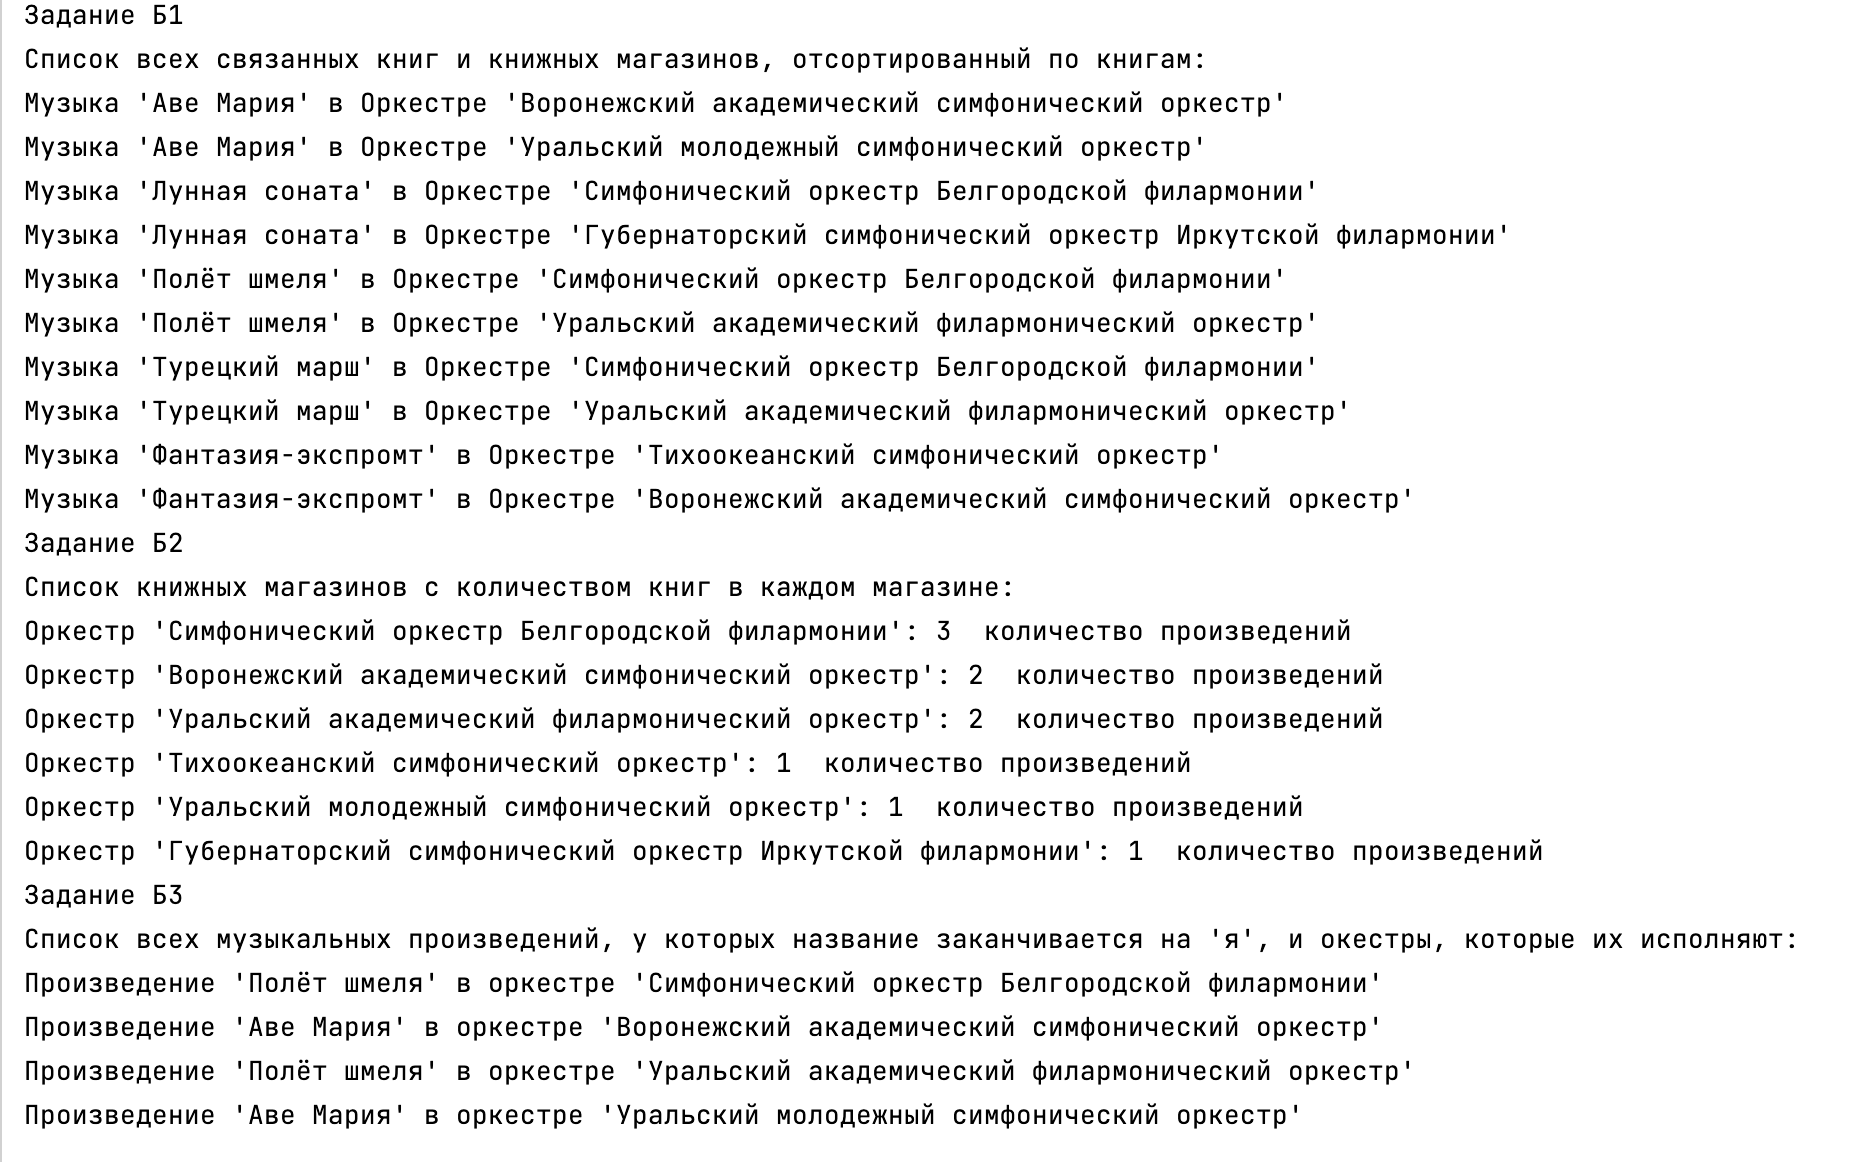 Задание Б1
Список всех связанных книг и книжных магазинов, отсортированный по книгам:
Музыка 'Аве Мария' в Оркестре 'Воронежский академический симфонический оркестр'
Музыка 'Аве Мария' в Оркестре 'Уральский молодежный симфонический оркестр'
Музыка 'Лунная соната' в Оркестре 'Симфонический оркестр Белгородской филармонии'
Музыка 'Лунная соната' в Оркестре 'Губернаторский симфонический оркестр Иркутской филармонии'
Музыка 'Полёт шмеля' в Оркестре 'Симфонический оркестр Белгородской филармонии'
Музыка 'Полёт шмеля' в Оркестре 'Уральский академический филармонический оркестр'
Музыка 'Турецкий марш' в Оркестре 'Симфонический оркестр Белгородской филармонии'
Музыка 'Турецкий марш' в Оркестре 'Уральский академический филармонический оркестр'
Музыка 'Фантазия-экспромт' в Оркестре 'Тихоокеанский симфонический оркестр'
Музыка 'Фантазия-экспромт' в Оркестре 'Воронежский академический симфонический оркестр'
Задание Б2
Список книжных магазинов с количеством книг в каждом магазине:
Оркестр 'Симфонический оркестр Белгородской филармонии': 3  количество произведений
Оркестр 'Воронежский академический симфонический оркестр': 2  количество произведений
Оркестр 'Уральский академический филармонический оркестр': 2  количество произведений
Оркестр 'Тихоокеанский симфонический оркестр': 1  количество произведений
Оркестр 'Уральский молодежный симфонический оркестр': 1  количество произведений
Оркестр 'Губернаторский симфонический оркестр Иркутской филармонии': 1  количество произведений
Задание Б3
Список всех музыкальных произведений, у которых название заканчивается на 'я', и окестры, которые их исполняют:
Произведение 'Полёт шмеля' в оркестре 'Симфонический оркестр Белгородской филармонии'
Произведение 'Аве Мария' в оркестре 'Воронежский академический симфонический оркестр'
Произведение 'Полёт шмеля' в оркестре 'Уральский академический филармонический оркестр'
Произведение 'Аве Мария' в оркестре 'Уральский молодежный симфонический оркестр'